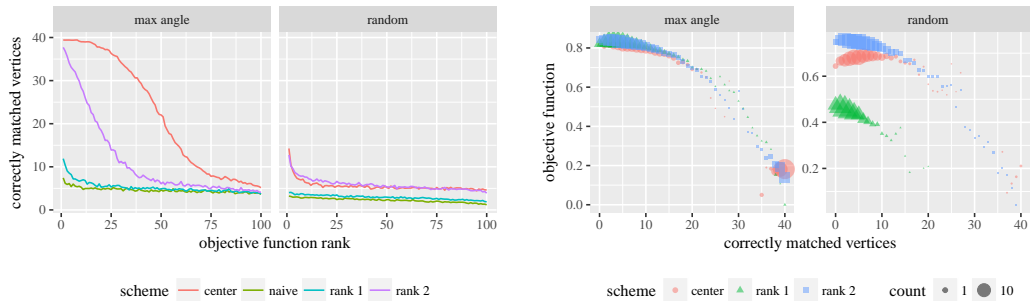 max angle
random
40
30
20
10
0
correctly matched vertices
0 25 50 75 100
0 25 50 75 100
objective function rank
scheme center naive rank 1 rank 2
max angle
random
0.8
0.6
0.4
0.2
0.0
objective function
0.6
0.4
0.2
0 10 20 30 40
0 10 20 30 40
correctly matched vertices
scheme center rank 1 rank 2 count 1 10